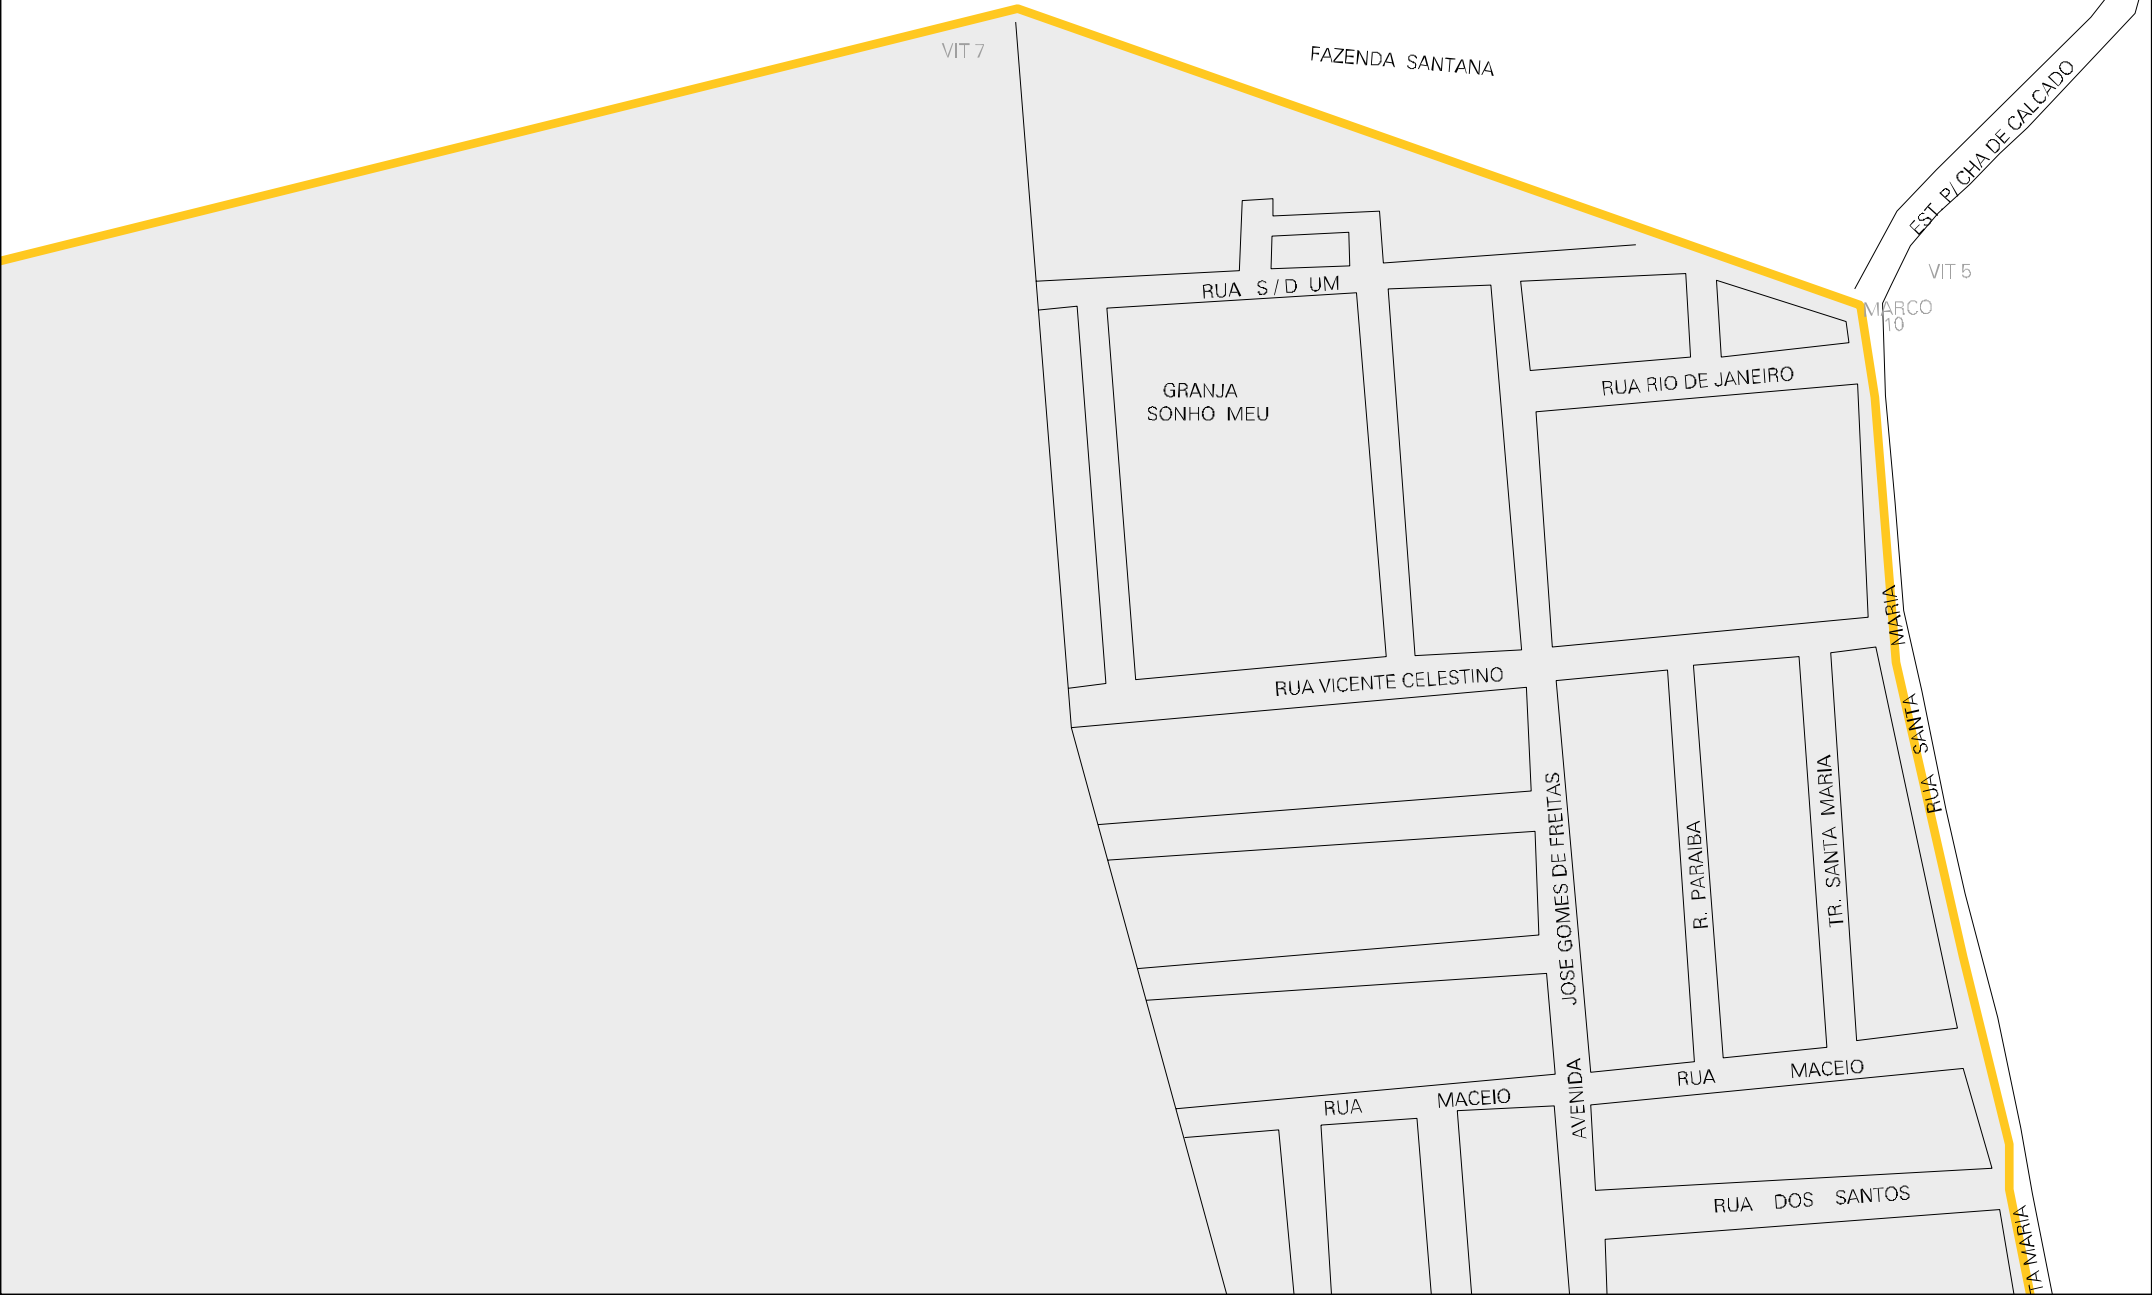 VIT 7
FAZENDA SANTANA
EST P/CHA DE CALCADO
VIT 5
MARCO
10
RUA S/D UM
RUA RIO DE JANEIRO
GRANJA
SONHO MEU
RUA SANTA MARIA
RUA VICENTE CELESTINO
AVENIDA JOSE GOMES DE FREITAS
R. PARAIBA
TR. SANTA MARIA
RUA MACEIO
RUA MACEIO
RUA DOS SANTOS
TA MARIA